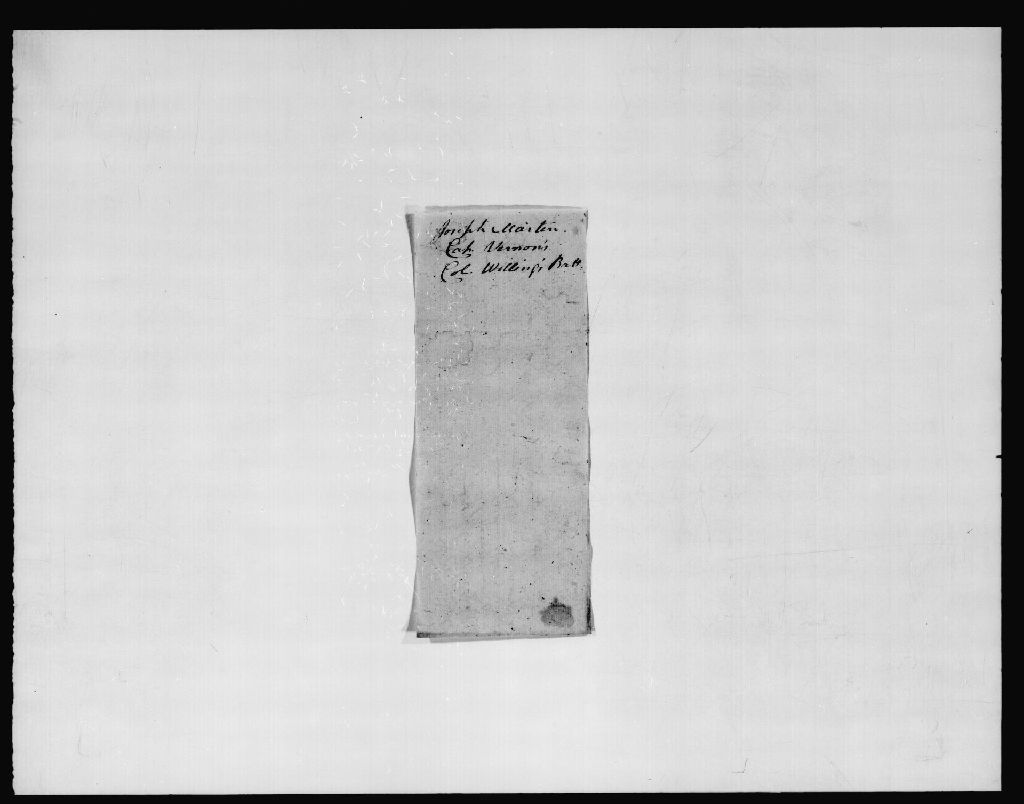 Joseph Martin.
Capt Vernon's
Col. Willing's Batt.